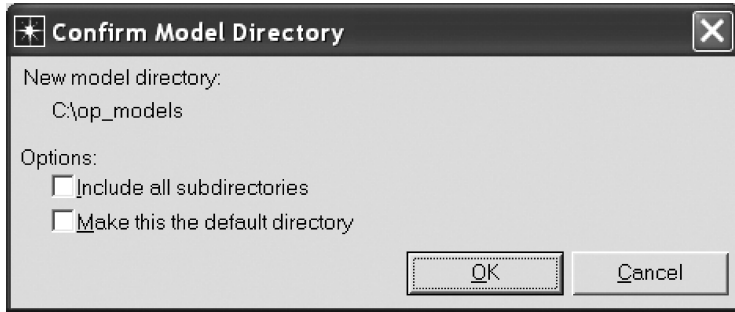 Confirm Model Directory
New model directory:
C:\op_models
Options:
Include all subdirectories
Make this the default directory
OK Cancel